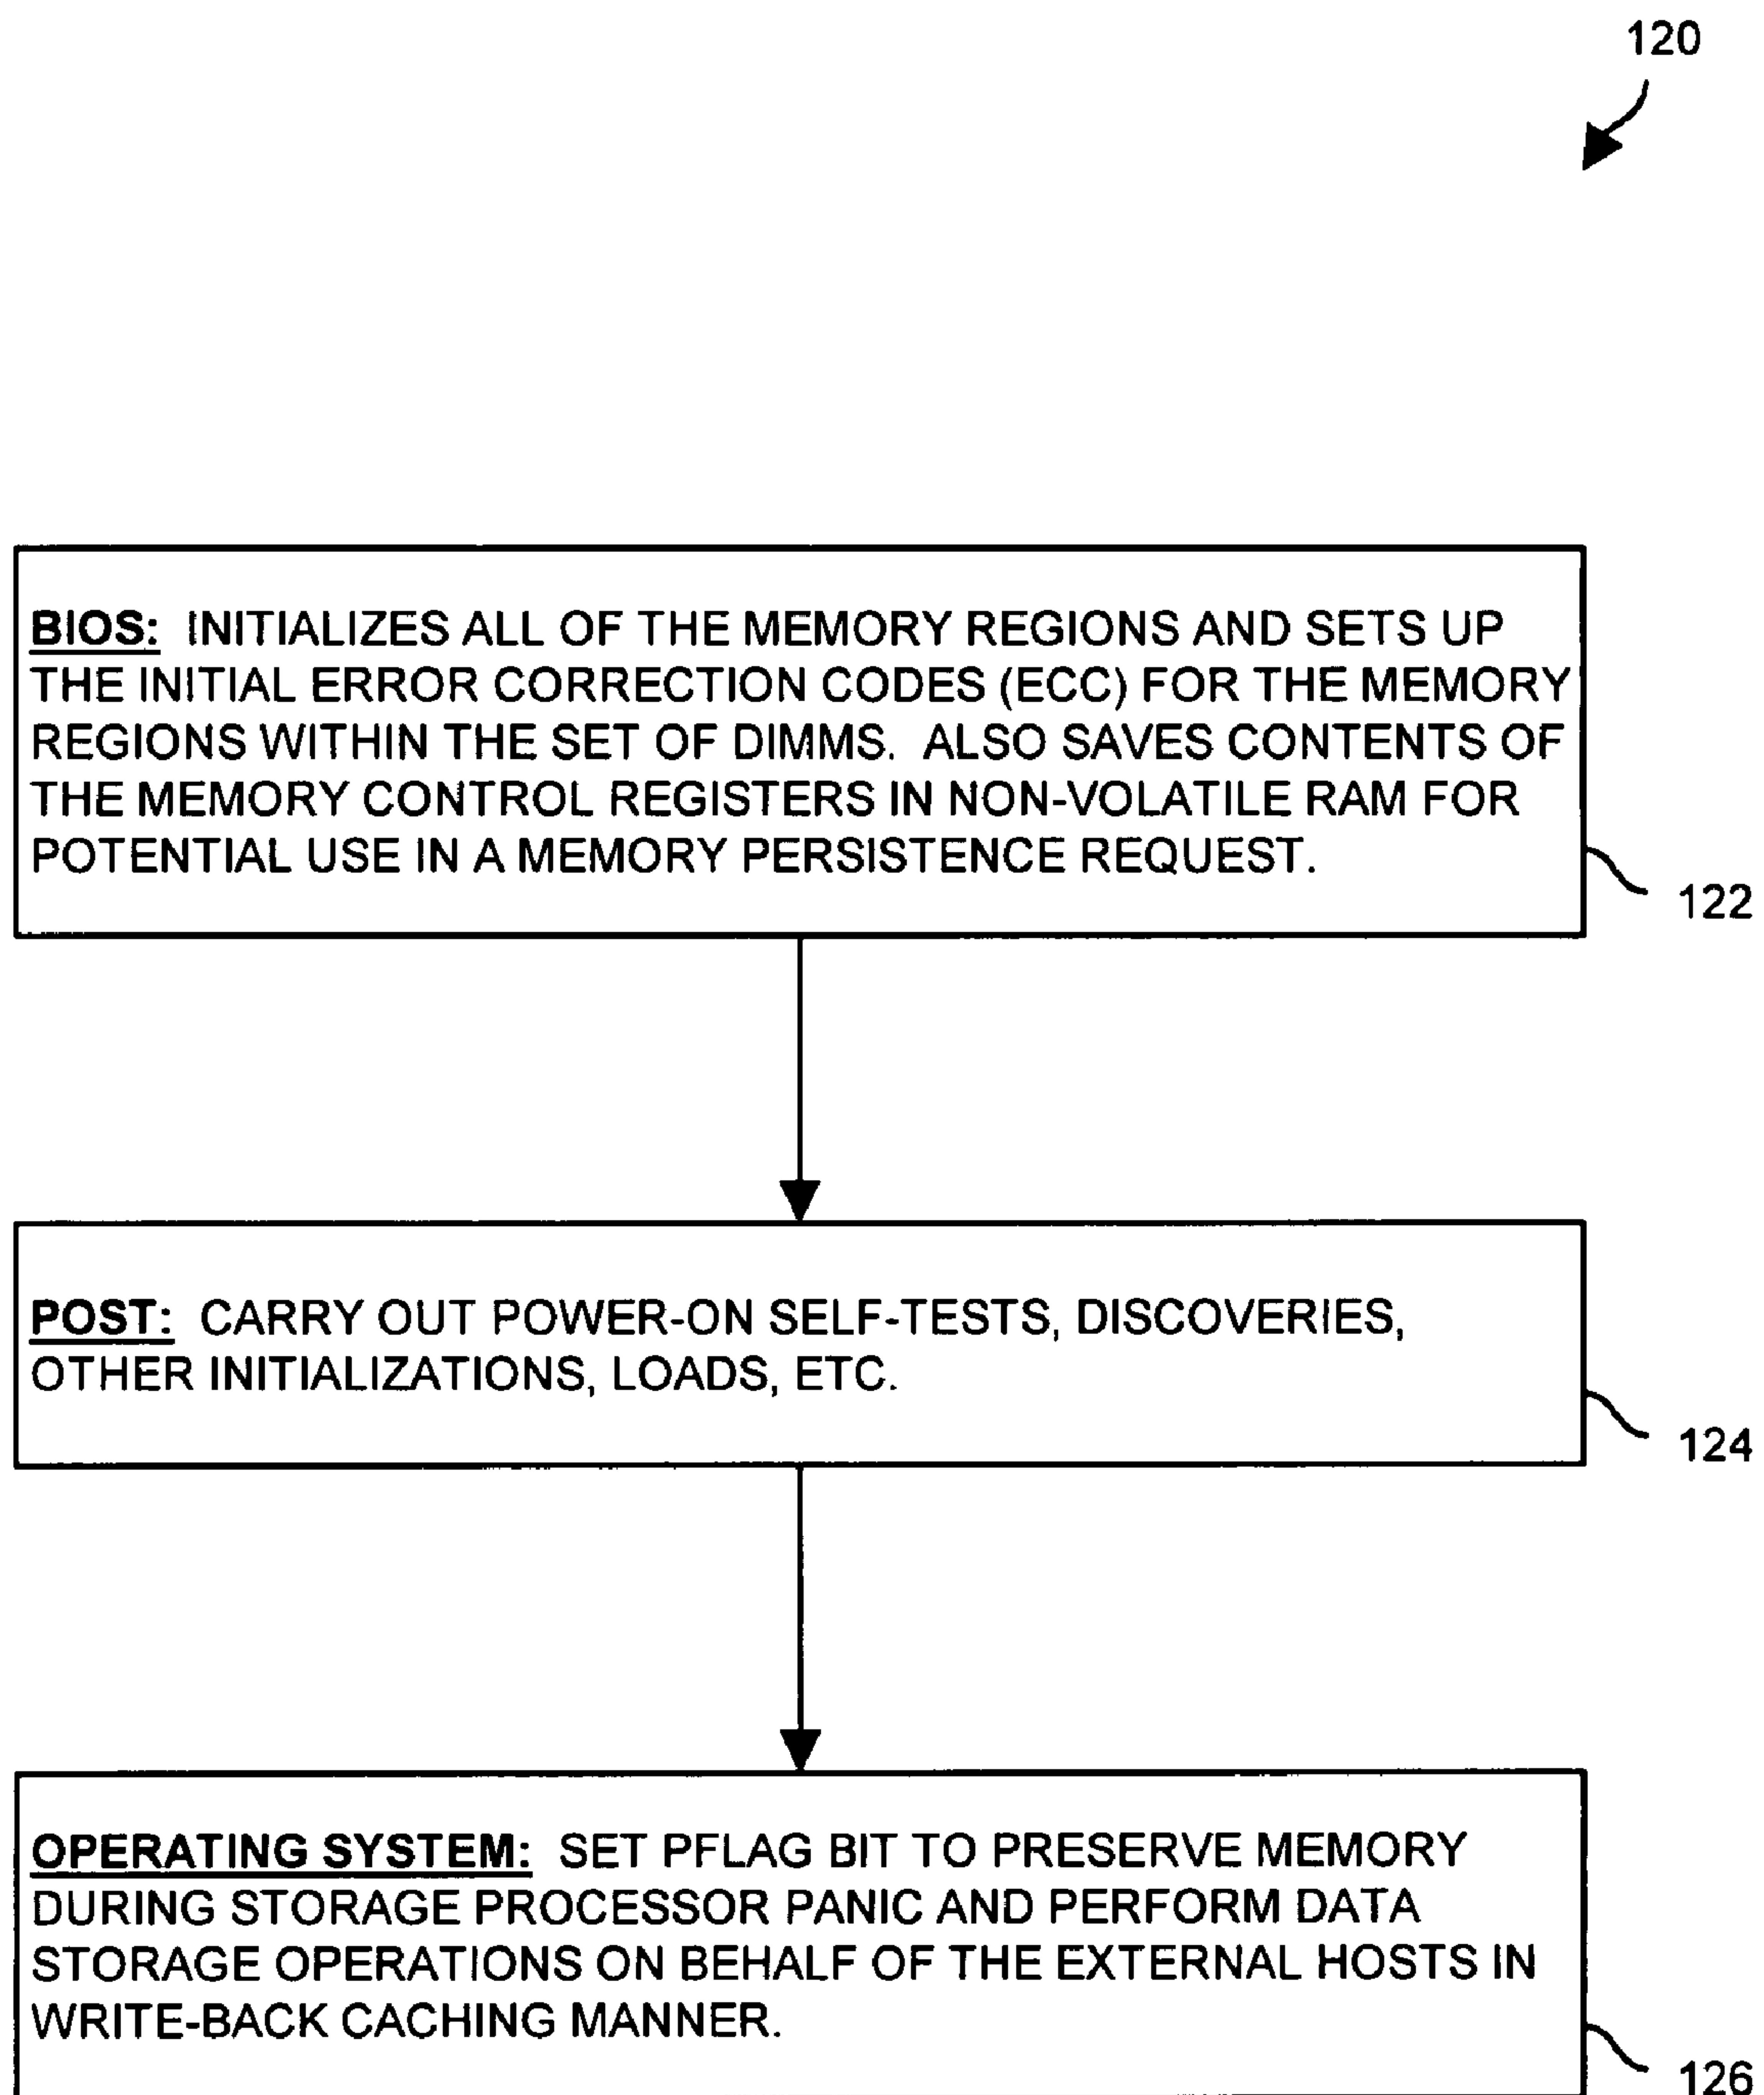 120
BIOS: INITIALIZES ALL OF THE MEMORY REGIONS AND SETS UP
THE INITIAL ERROR CORRECTION CODES (ECC) FOR THE MEMORY
REGIONS WITHIN THE SET OF DIMMS. ALSO SAVES CONTENTS OF
THE MEMORY CONTROL REGISTERS IN NON-VOLATILE RAM FOR
POTENTIAL USE IN A MEMORY PERSISTENCE REQUEST.
122
POST: CARRY OUT POWER-ON SELF-TESTS, DISCOVERIES,
OTHER INITIALIZATIONS, LOADS, ETC.
124
OPERATING SYSTEM: SET PFLAG BIT TO PRESERVE MEMORY
DURING STORAGE PROCESSOR PANIC AND PERFORM DATA
STORAGE OPERATIONS ON BEHALF OF THE EXTERNAL HOSTS IN
WRITE-BACK CACHING MANNER.
126